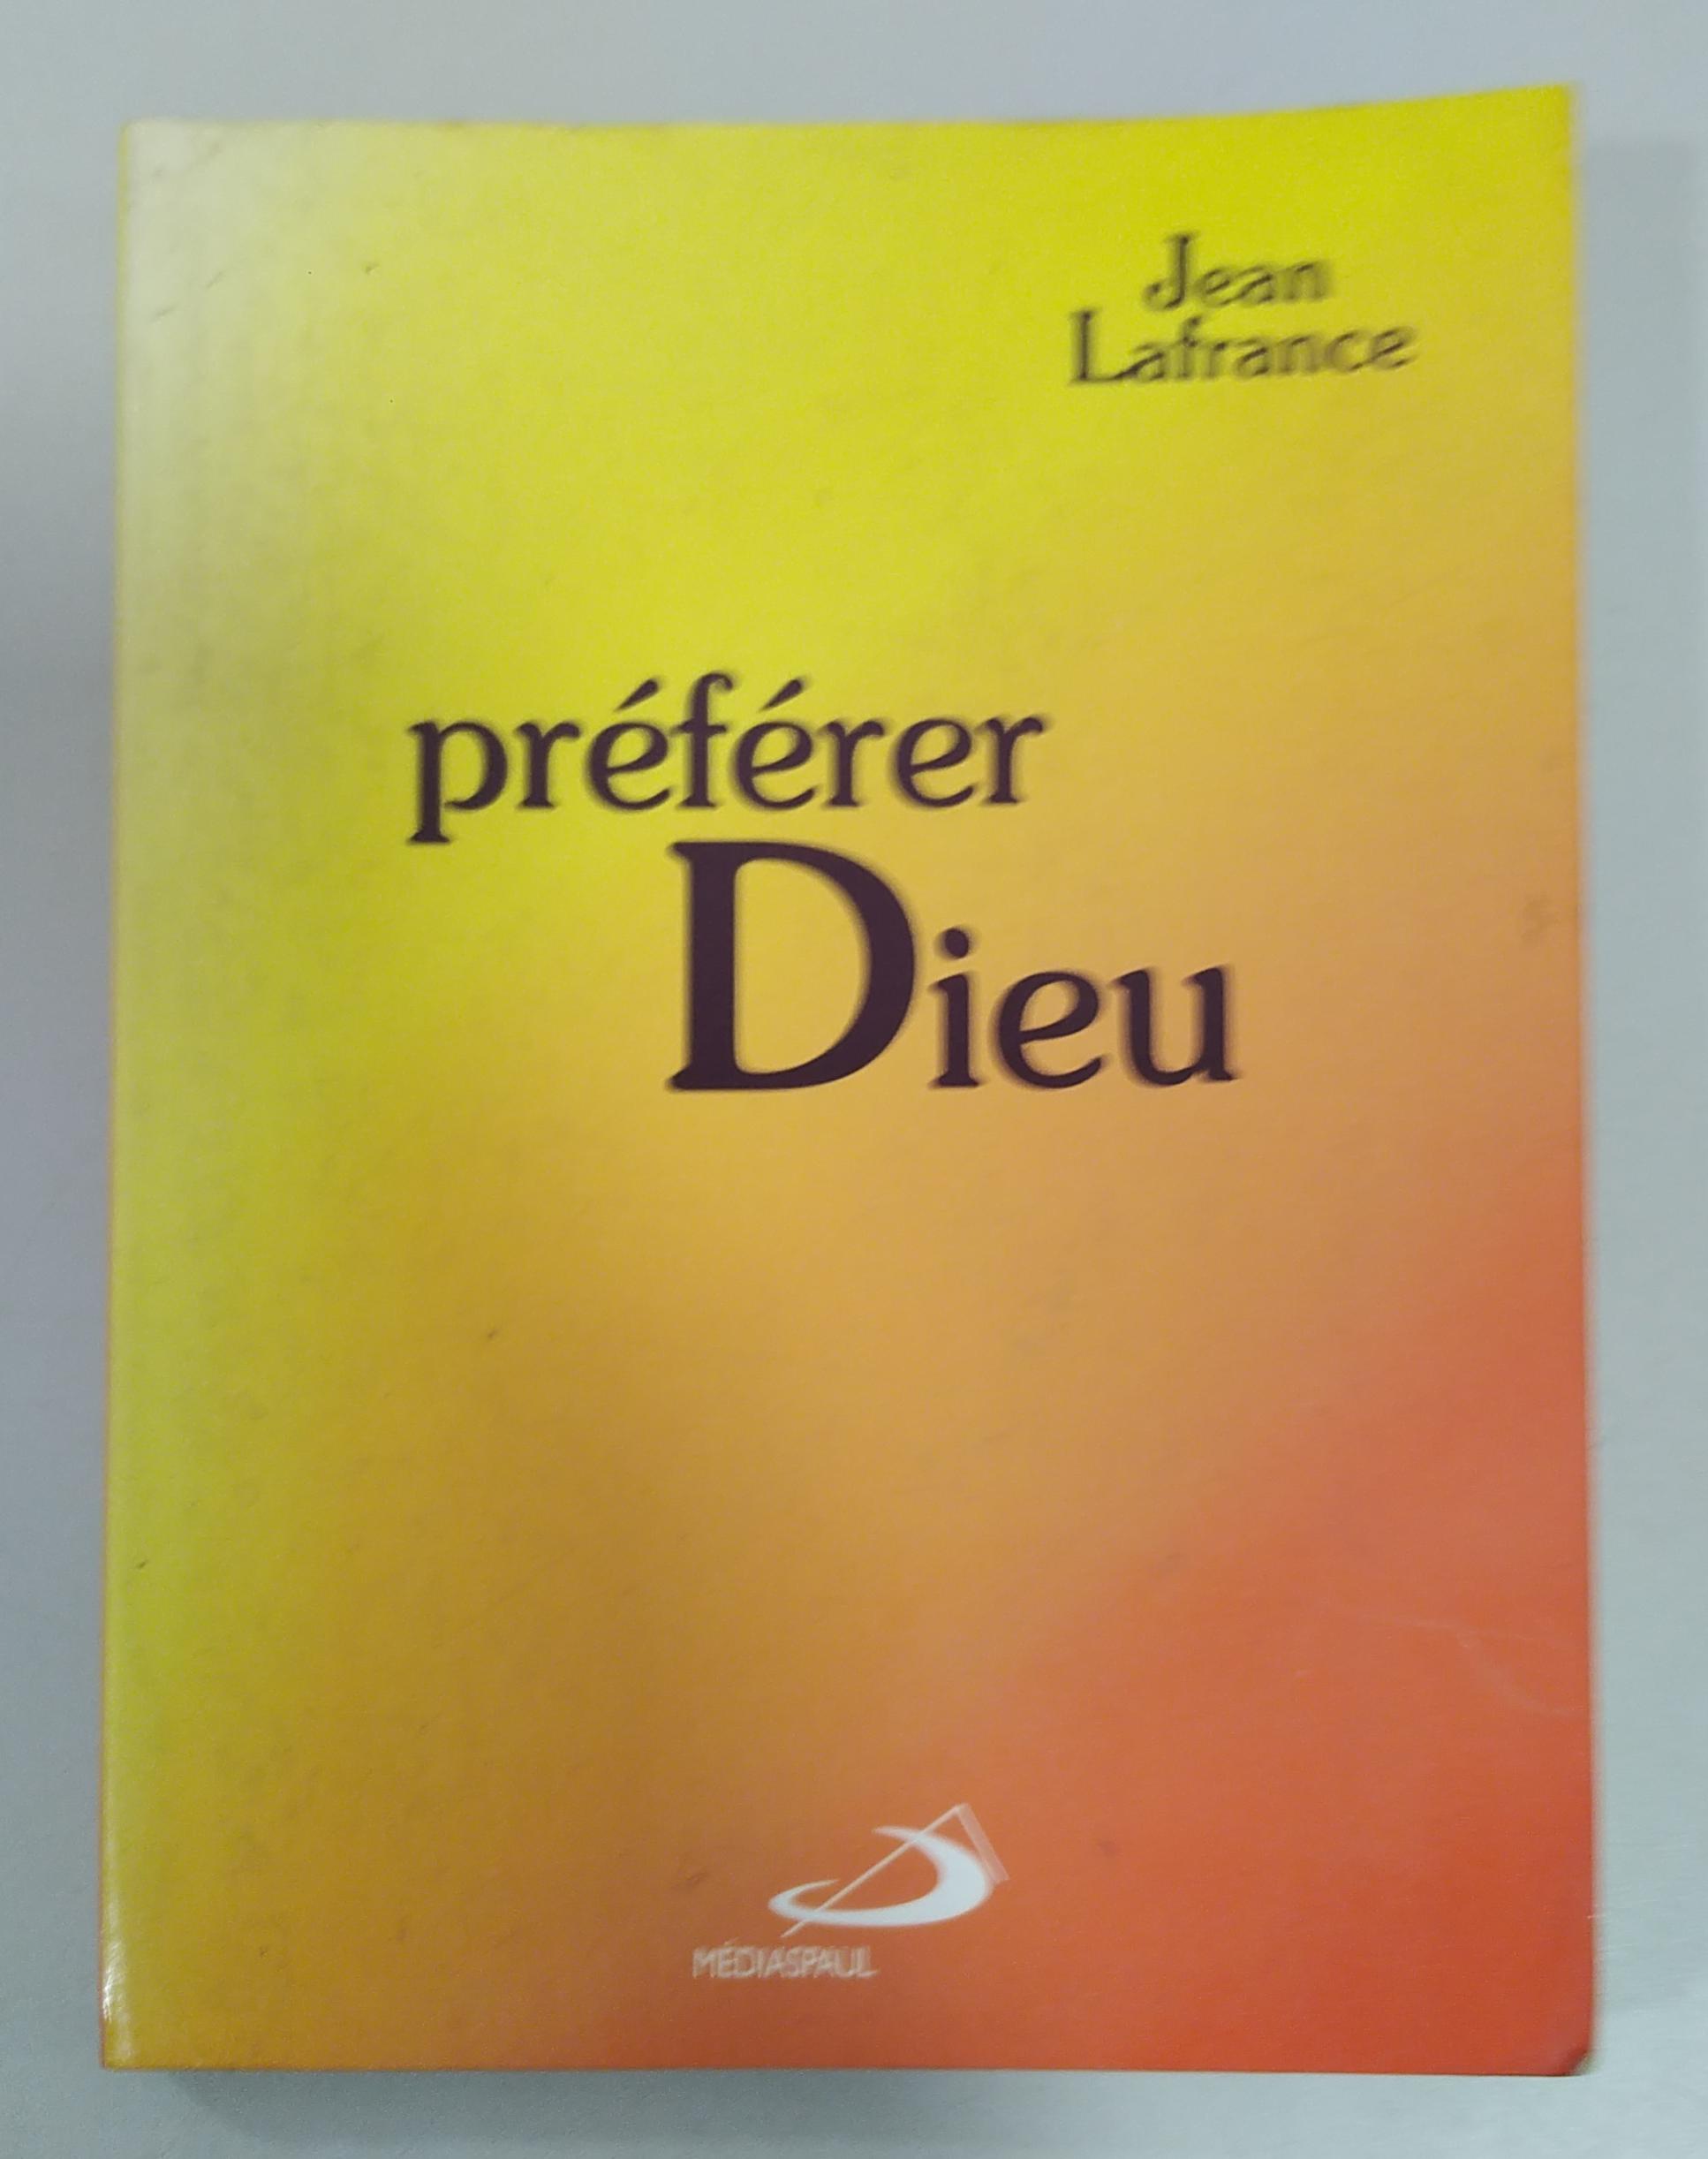 Jean
Lafrance
préférer
Dieu
MÉDIASPAUL